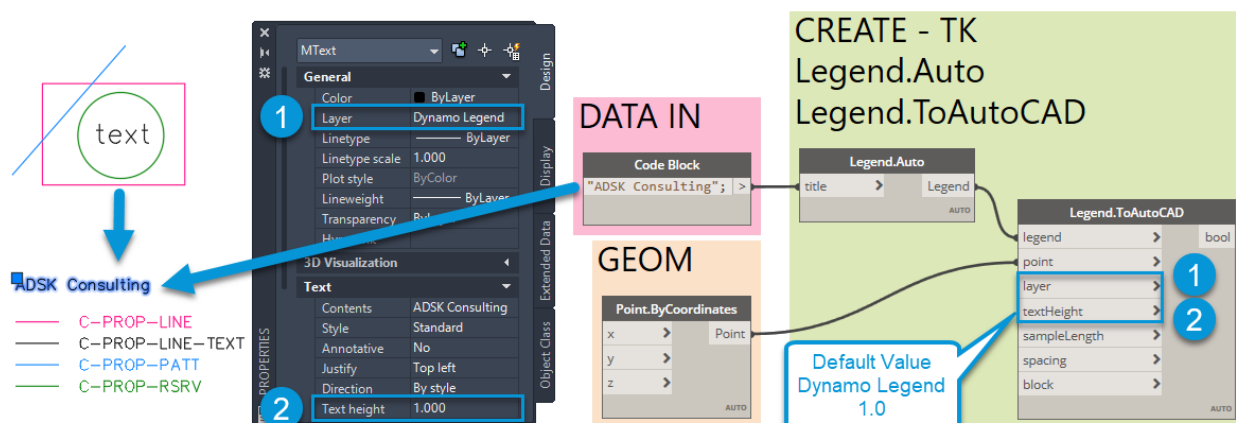 text
ADSK Consulting
C-PROP-LINE
C-PROP-LINE-TEXT
C-PROP-PATT
C-PROP-RSRV
MText
General
Color ByLayer
1
Layer Dynamo Legend
Linetype ByLayer
Linetype scale 1.000
Plot style ByColor
Lineweight ByLayer
Transparency
3D Visualization
Text
Contents ADSK Consulting
Style Standard
Annotative No
Justify Top left
Direction By style
2
Text height 1.000
PROPERTIES
Design
Display
Extended Data
Object Class
DATA IN
Code Block
"ADSK Consulting"; >
GEOM
Point.ByCoordinates
x > Point
y >
z >
AUTO
CREATE - TK
Legend.Auto
Legend.ToAutoCAD
Legend.Auto
title > Legend
AUTO
Legend.ToAutoCAD
legend > bool
point >
layer > 1
textHeight > 2
sampleLength >
spacing >
block >
AUTO
Default Value
Dynamo Legend
1.0